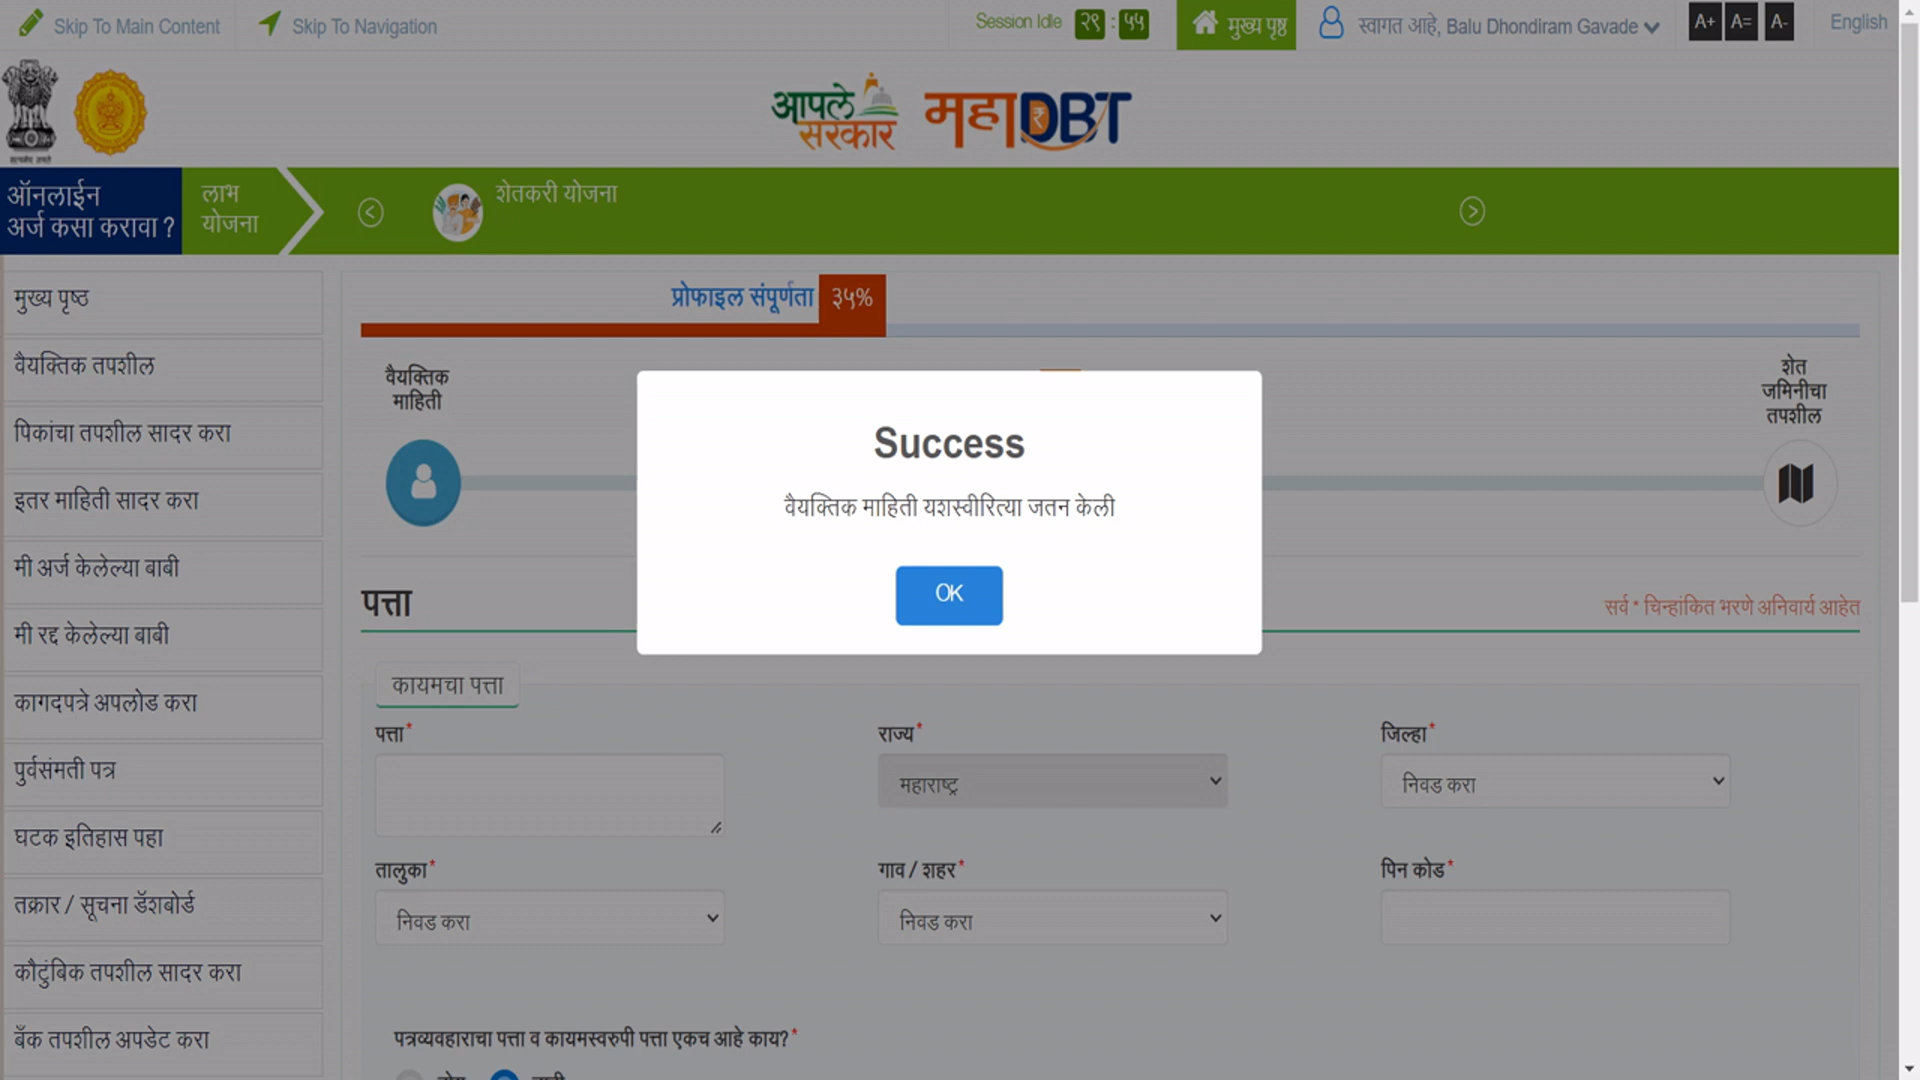 Skip To Main Content
Skip To Navigation
Session Idle २९ : ५५
मुख्य पृष्ठ
स्वागत आहे, Balu Dhondiram Gavade
A+ A= A-
English
सत्यमेव जयते
आपले सरकार
महाDBT
ऑनलाईन
अर्ज कसा करावा ?
लाभ
योजना
शेतकरी योजना
मुख्य पृष्ठ
वैयक्तिक तपशील
पिकांचा तपशील सादर करा
इतर माहिती सादर करा
मी अर्ज केलेल्या बाबी
मी रद्द केलेल्या बाबी
कागदपत्रे अपलोड करा
पुर्वसंमती पत्र
घटक इतिहास पहा
तक्रार / सूचना डॅशबोर्ड
कौटुंबिक तपशील सादर करा
बँक तपशील अपडेट करा
प्रोफाइल संपूर्णता ३५%
वैयक्तिक
माहिती
शेत
जमिनीचा
तपशील
Success
वैयक्तिक माहिती यशस्वीरित्या जतन केली
OK
पत्ता
सर्व * चिन्हांकित भरणे अनिवार्य आहेत
कायमचा पत्ता
पत्ता*
राज्य*
जिल्हा*
महाराष्ट्र
निवड करा
तालुका*
गाव / शहर*
पिन कोड*
निवड करा
निवड करा
पत्रव्यवहाराचा पत्ता व कायमस्वरुपी पत्ता एकच आहे काय?*